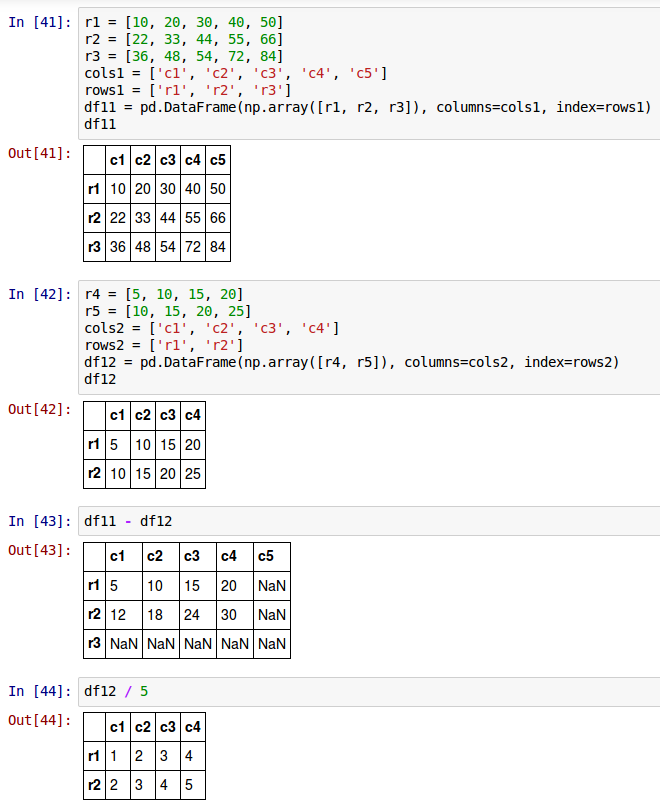 In [41]: r1 = [10, 20, 30, 40, 50]
r2 = [22, 33, 44, 55, 66]
r3 = [36, 48, 54, 72, 84]
cols1 = ['c1', 'c2', 'c3', 'c4', 'c5']
rows1 = ['r1', 'r2', 'r3']
df11 = pd.DataFrame(np.array([r1, r2, r3]), columns=cols1, index=rows1)
df11
Out[41]:
c1 c2 c3 c4 c5
r1 10 20 30 40 50
r2 22 33 44 55 66
r3 36 48 54 72 84
In [42]: r4 = [5, 10, 15, 20]
r5 = [10, 15, 20, 25]
cols2 = ['c1', 'c2', 'c3', 'c4']
rows2 = ['r1', 'r2']
df12 = pd.DataFrame(np.array([r4, r5]), columns=cols2, index=rows2)
df12
Out[42]:
c1 c2 c3 c4
r1 5 10 15 20
r2 10 15 20 25
In [43]: df11 - df12
Out[43]:
c1 c2 c3 c4 c5
r1 5 10 15 20 NaN
r2 12 18 24 30 NaN
r3 NaN NaN NaN NaN NaN
In [44]: df12 / 5
Out[44]:
c1 c2 c3 c4
r1 1 2 3 4
r2 2 3 4 5